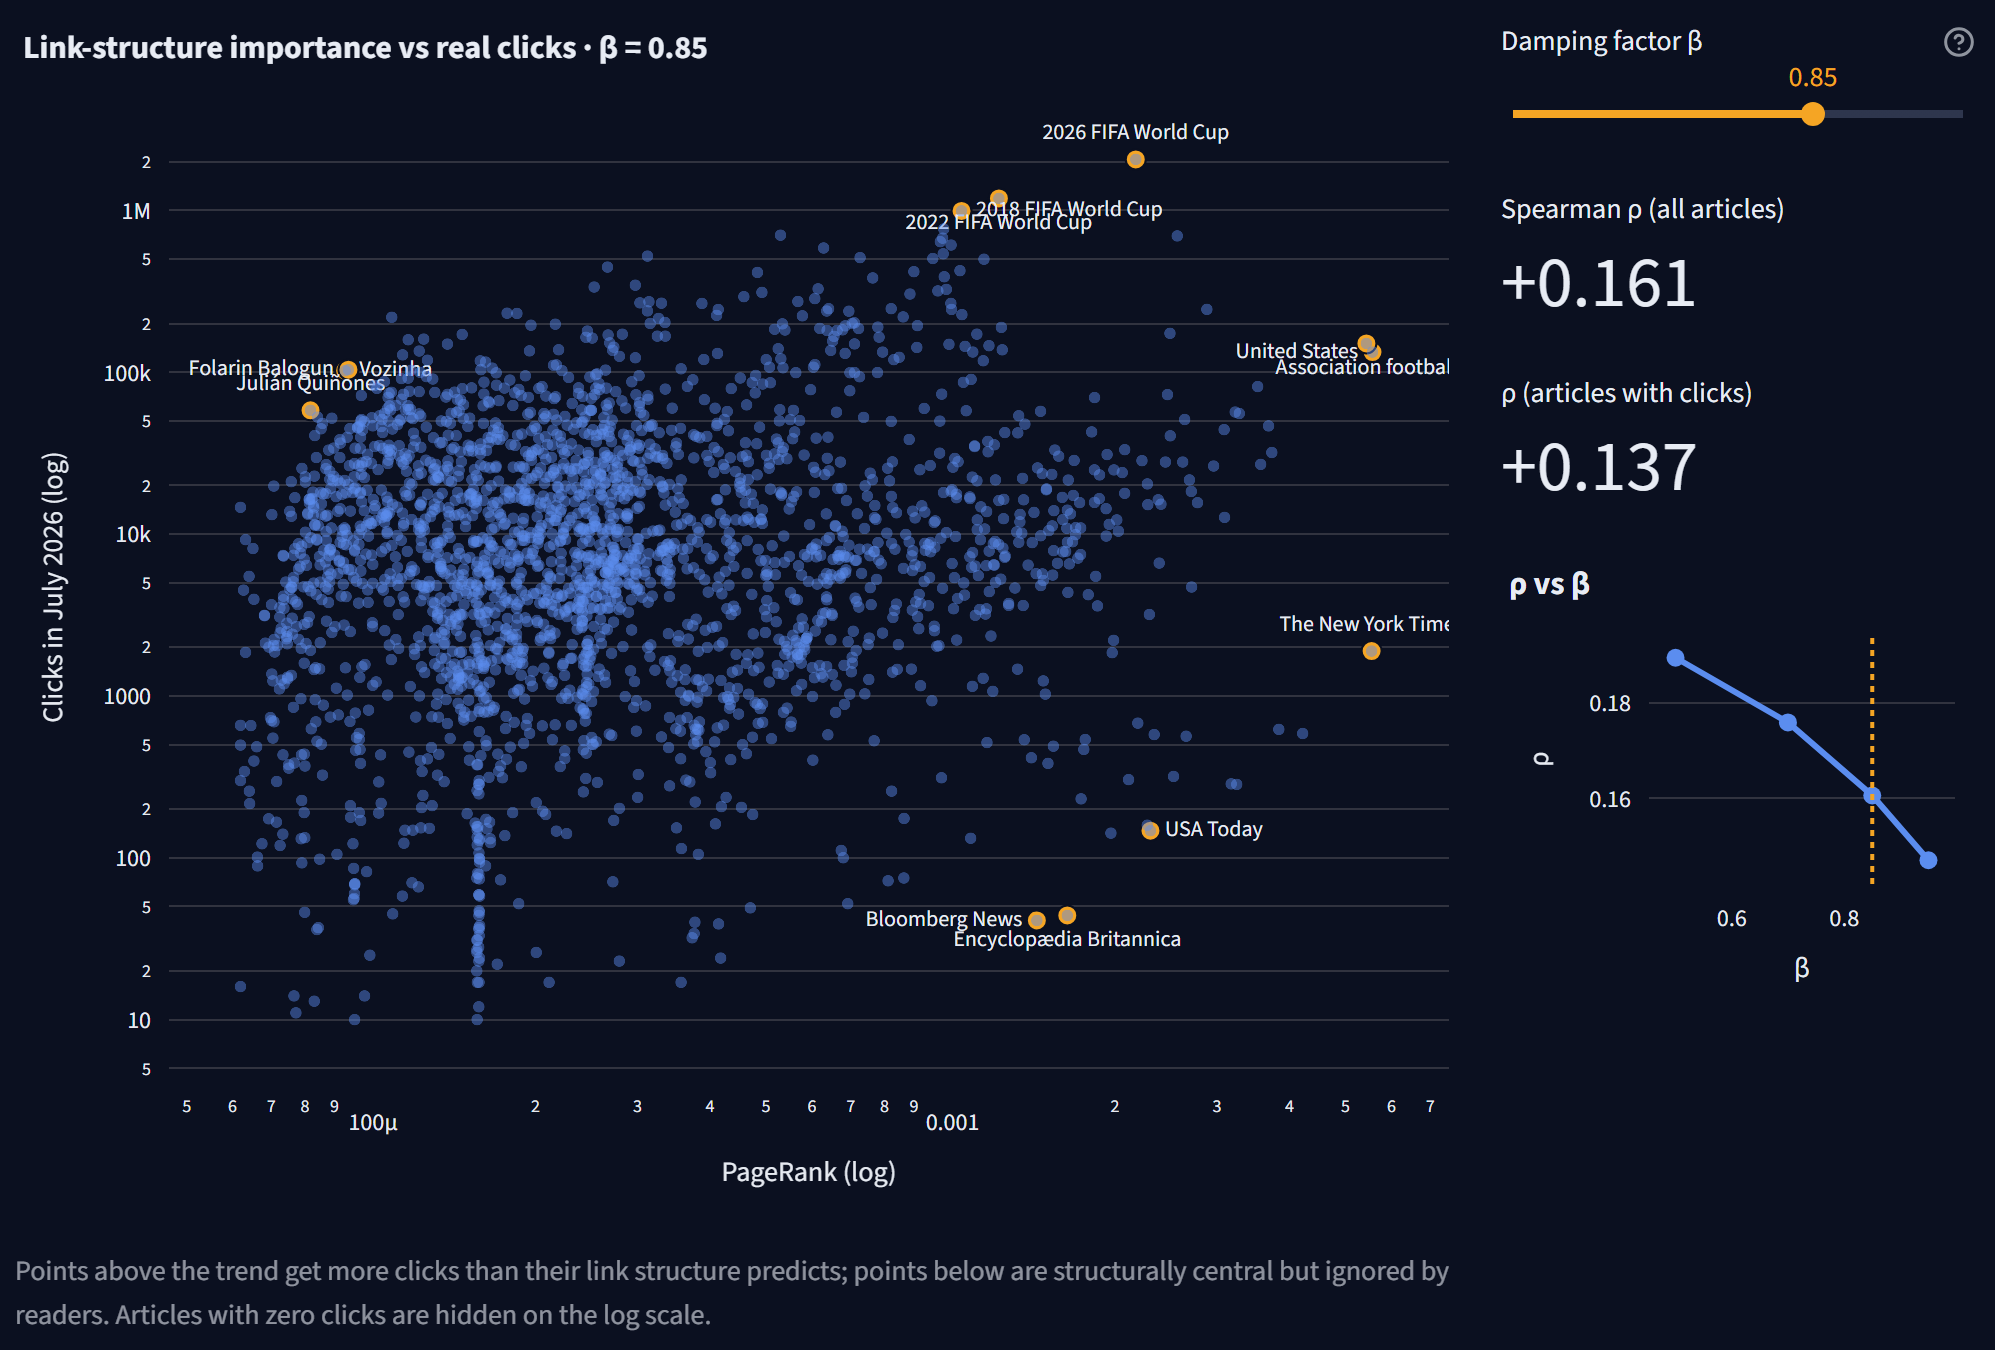 Link-structure importance vs real clicks · β = 0.85
2026 FIFA World Cup
2018 FIFA World Cup
2022 FIFA World Cup
Folarin Balogun
Vozinha
Julián Quiñones
United States
Association footbal
The New York Time
USA Today
Bloomberg News
Encyclopædia Britannica
Clicks in July 2026 (log)
2
1M
5
2
100k
5
2
10k
5
2
1000
5
2
100
5
2
10
5
5 6 7 8 9 2 3 4 5 6 7 8 9 2 3 4 5 6 7
100μ 0.001
PageRank (log)
Points above the trend get more clicks than their link structure predicts; points below are structurally central but ignored by
readers. Articles with zero clicks are hidden on the log scale.
Damping factor β
?
0.85
Spearman ρ (all articles)
+0.161
ρ (articles with clicks)
+0.137
ρ vs β
0.18
0.16
ρ
0.6 0.8
β